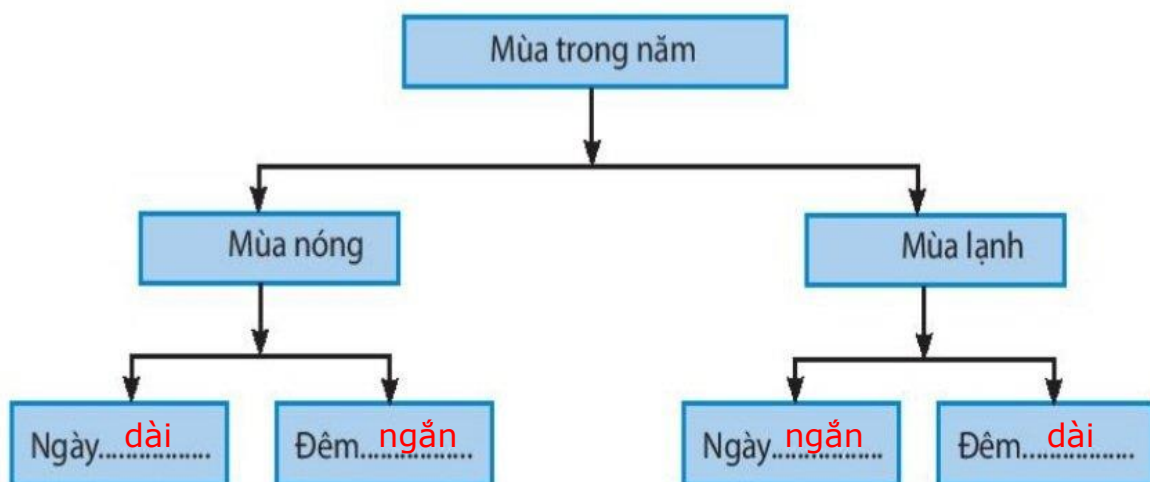 Mùa trong năm
Mùa nóng
Mùa lạnh
Ngày....dài.............
Đêm....ngắn.............
Ngày....ngắn.............
Đêm....dài.............